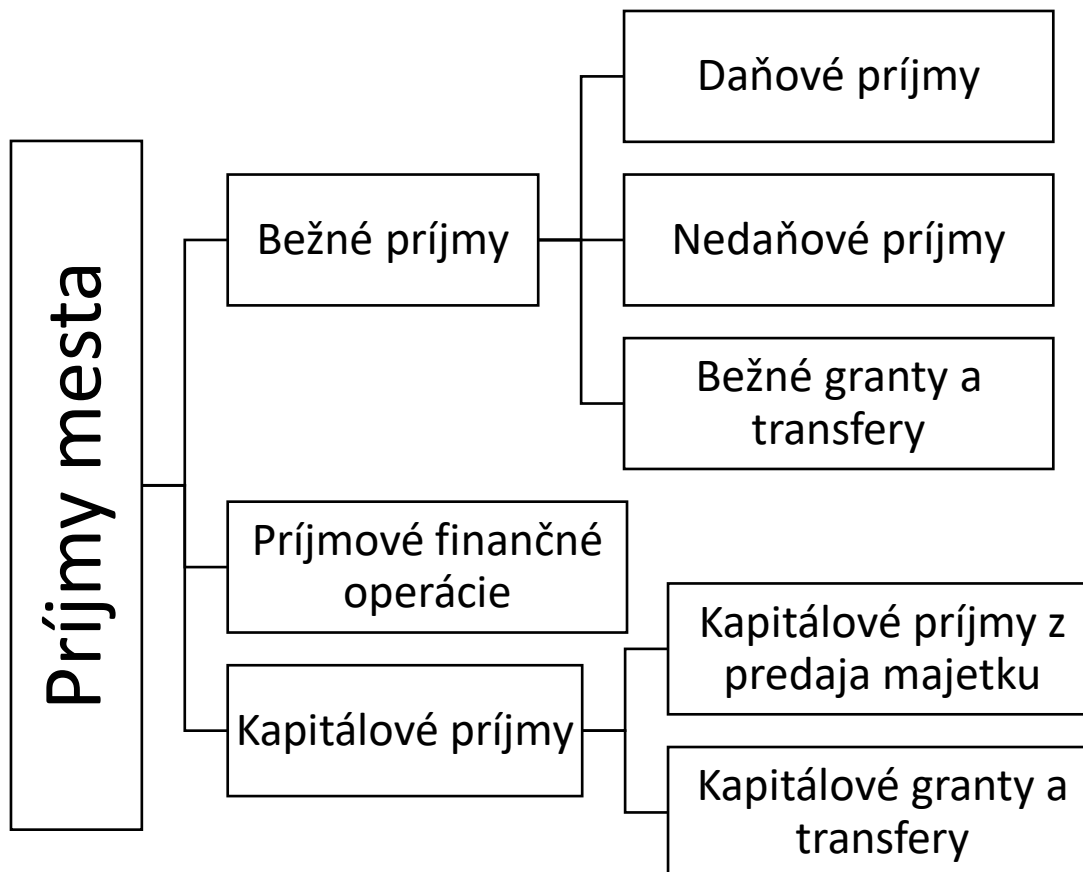 Príjmy mesta
Bežné príjmy
Daňové príjmy
Nedaňové príjmy
Bežné granty a
transfery
Príjmové finančné
operácie
Kapitálové príjmy
Kapitálové príjmy z
predaja majetku
Kapitálové granty a
transfery